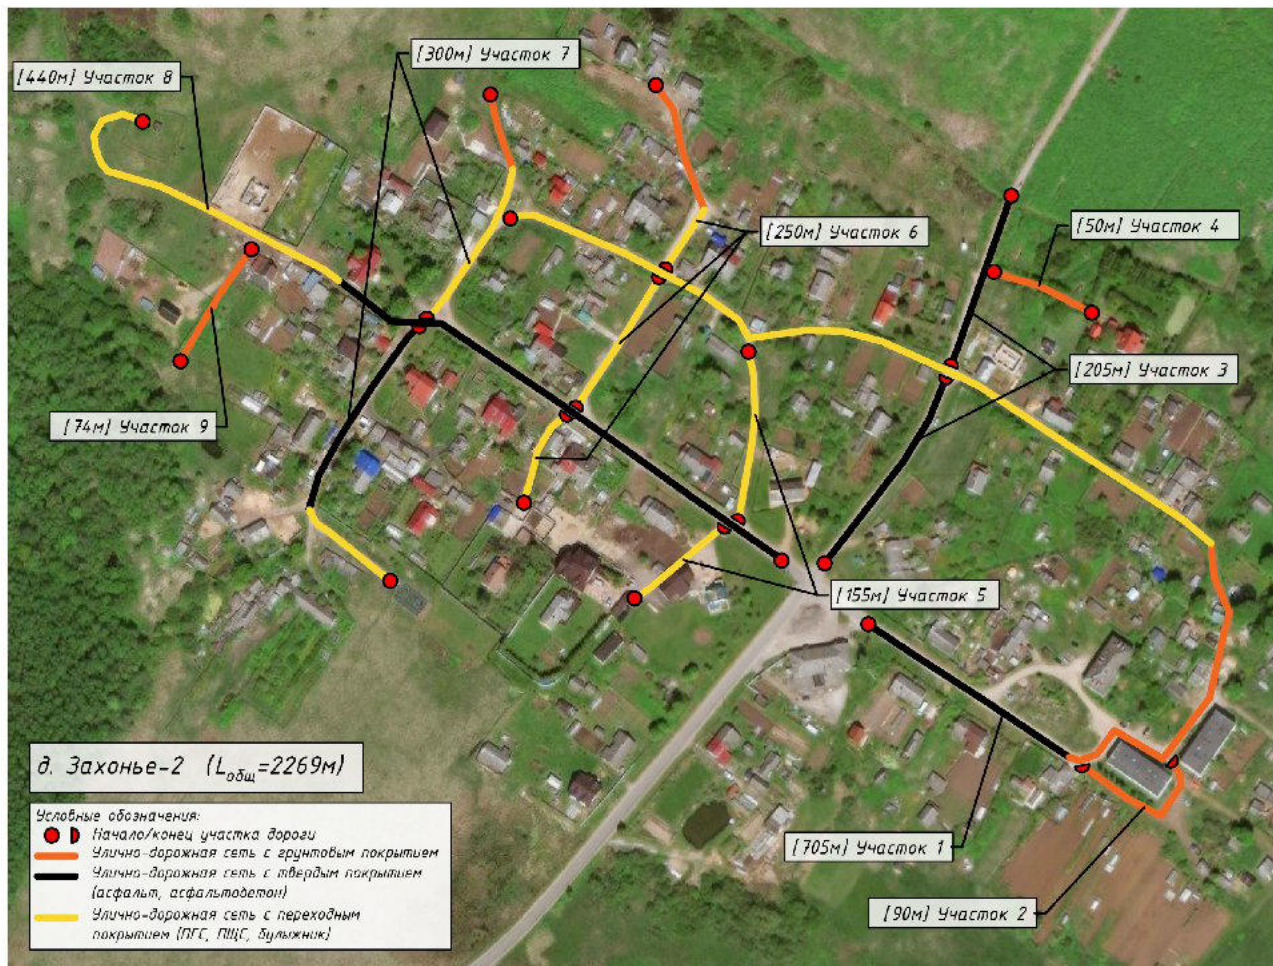 [300м] Участок 7
[440м] Участок 8
[250м] Участок 6
[50м] Участок 4
[205м] Участок 3
[74м] Участок 9
[155м] Участок 5
[705м] Участок 1
[90м] Участок 2
д. Захонье-2 (Lобщ=2269м)
Условные обозначения:
Начало/конец участка дороги
Улично-дорожная сеть с грунтовым покрытием
Улично-дорожная сеть с твердым покрытием
(асфальт, асфальтобетон)
Улично-дорожная сеть с переходным
покрытием (ПГС, ПЩС, булыжник)